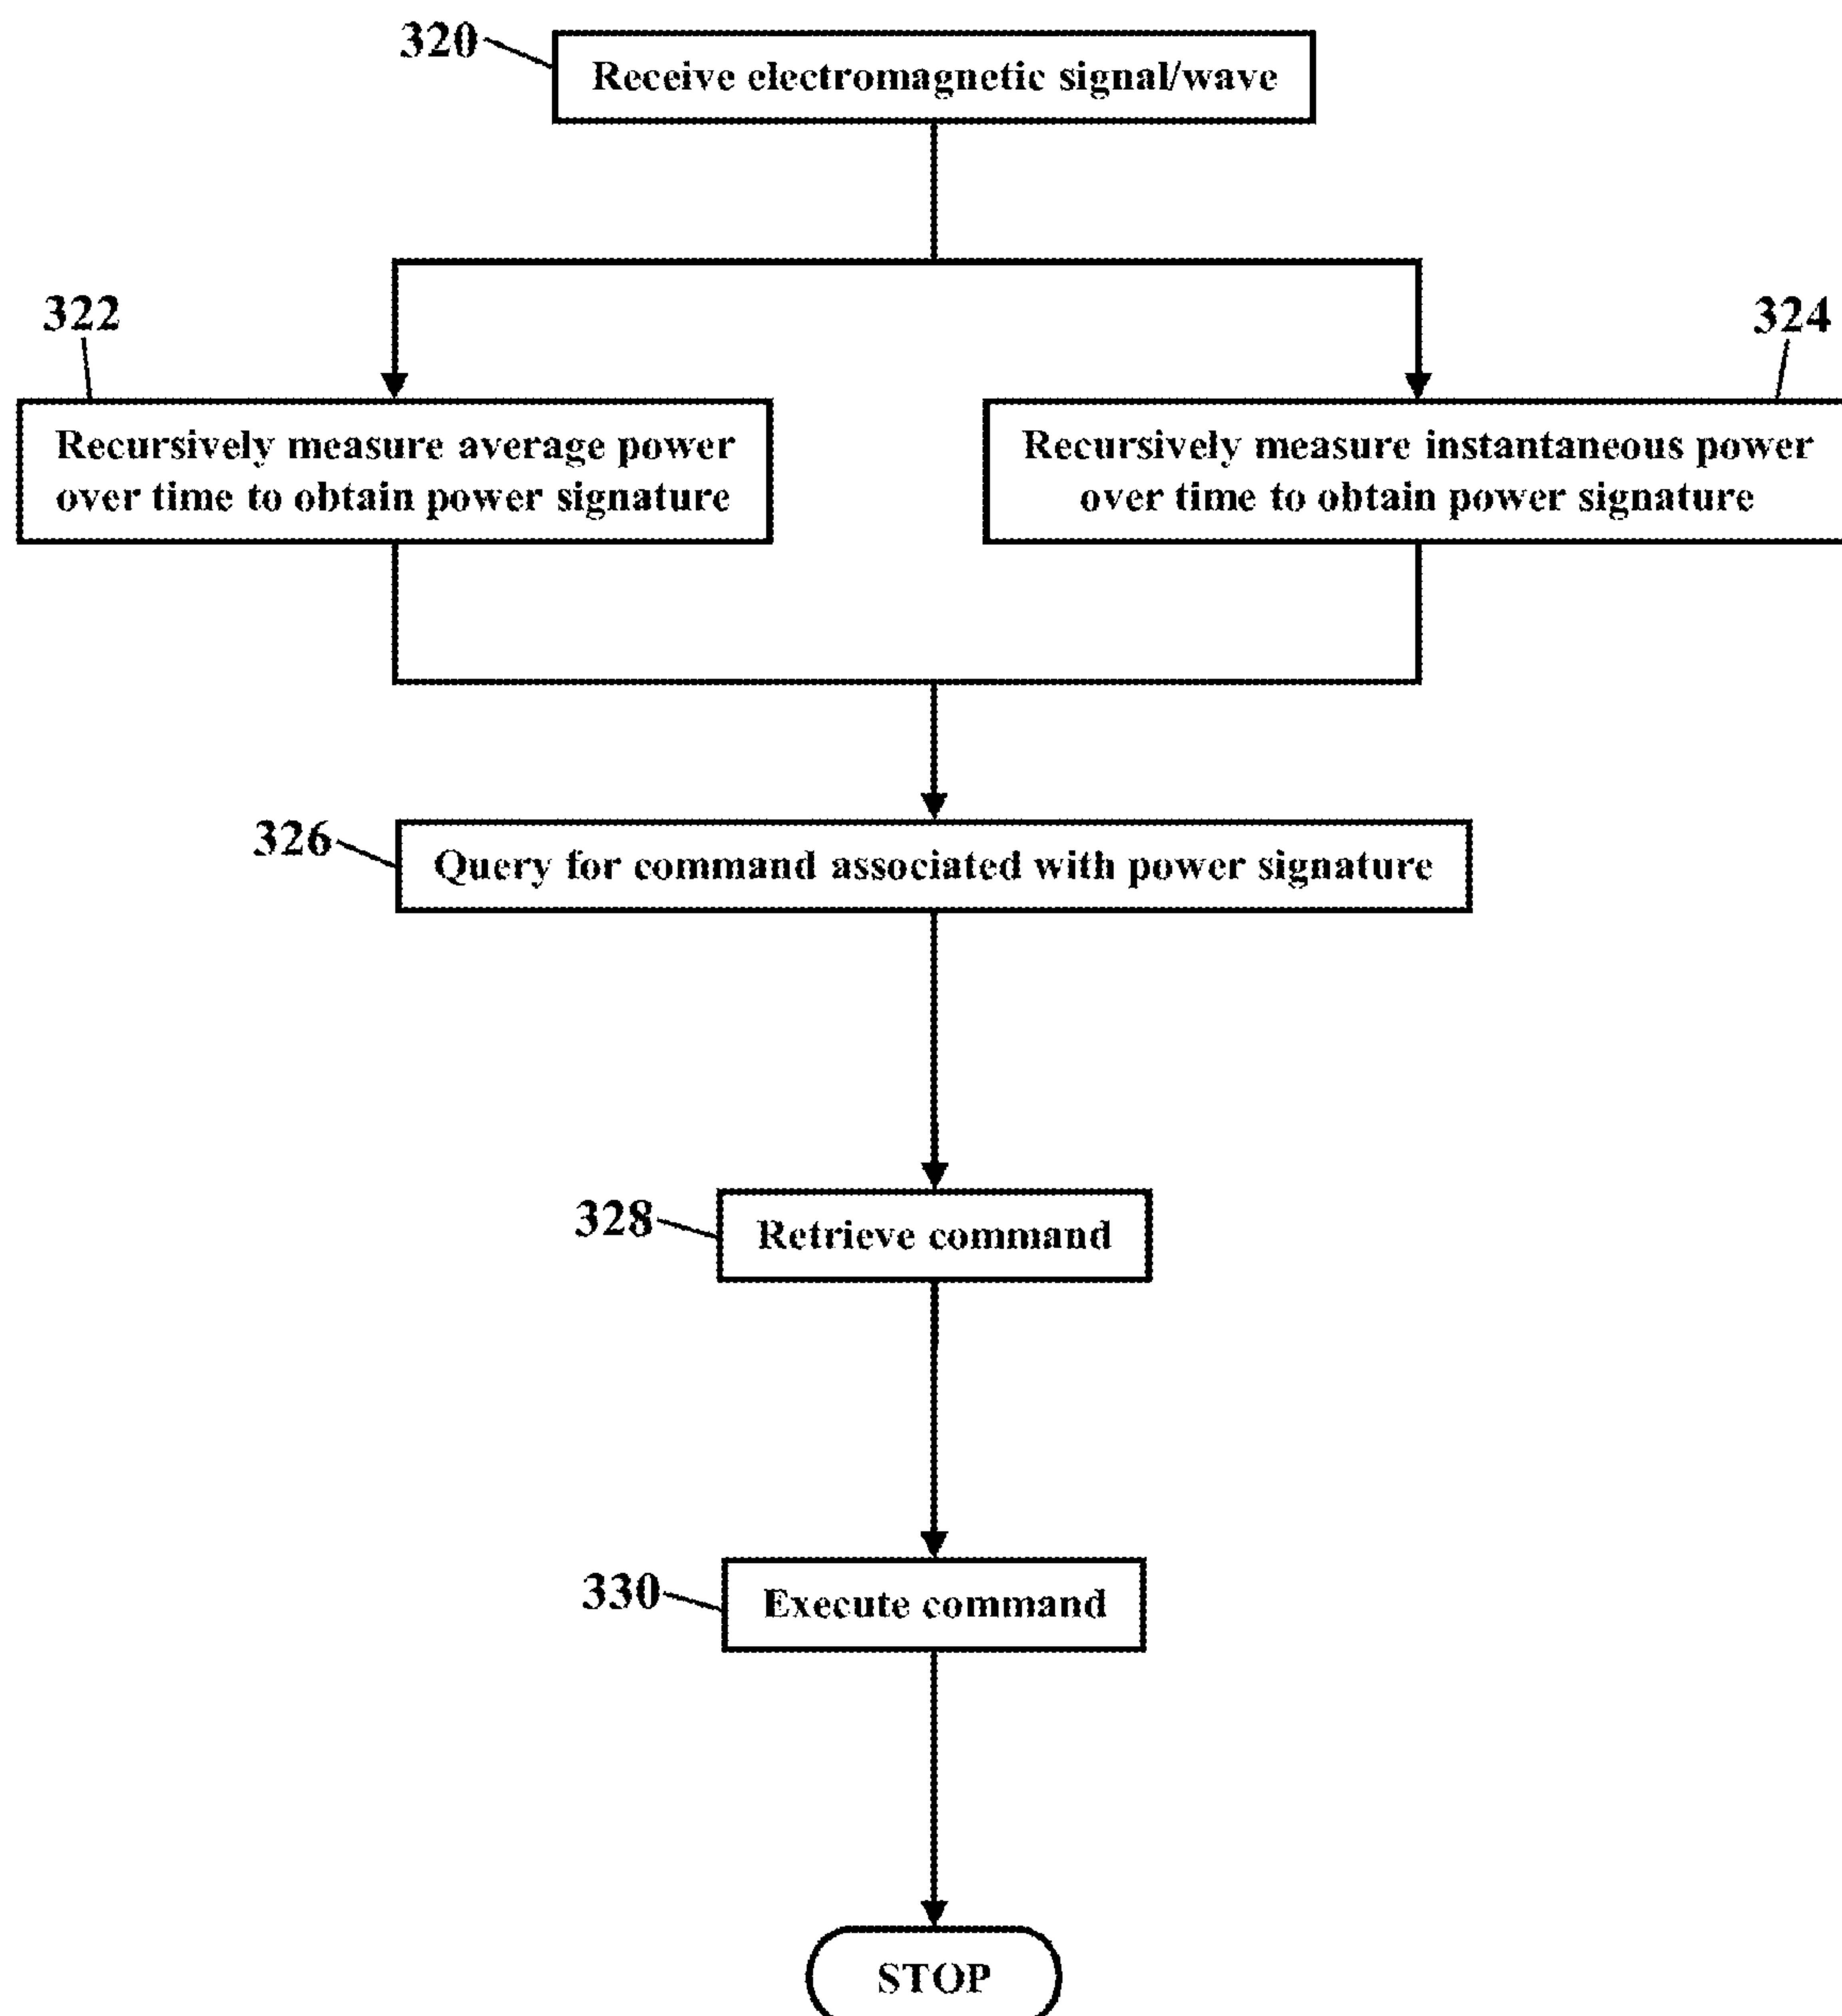 320
Receive electromagnetic signal/wave
322
324
Recursively measure average power
over time to obtain power signature
Recursively measure instantaneous power
over time to obtain power signature
326
Query for command associated with power signature
328
Retrieve command
330
Execute command
STOP